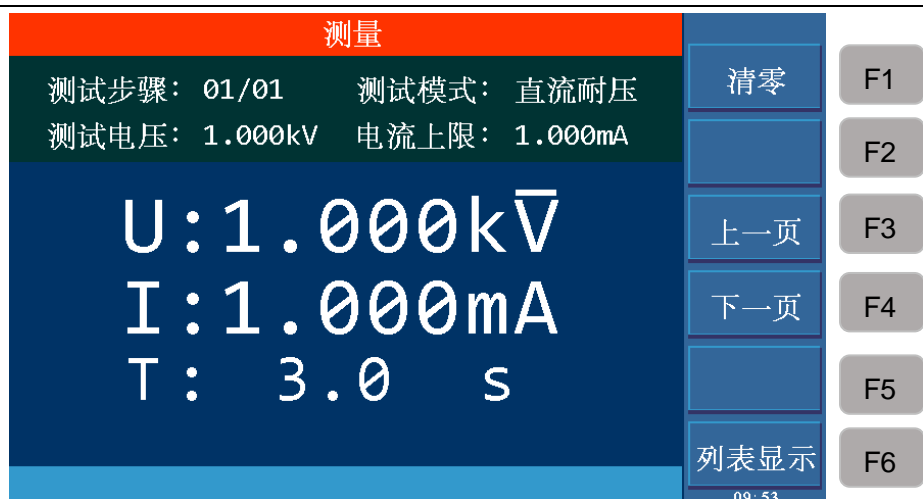 测量
测试步骤: 01/01 测试模式: 直流耐压
测试电压: 1.000kV 电流上限: 1.000mA
U:1.000kV̅
I:1.000mA
T: 3.0 s
清零
上一页
下一页
列表显示
09:53
F1
F2
F3
F4
F5
F6